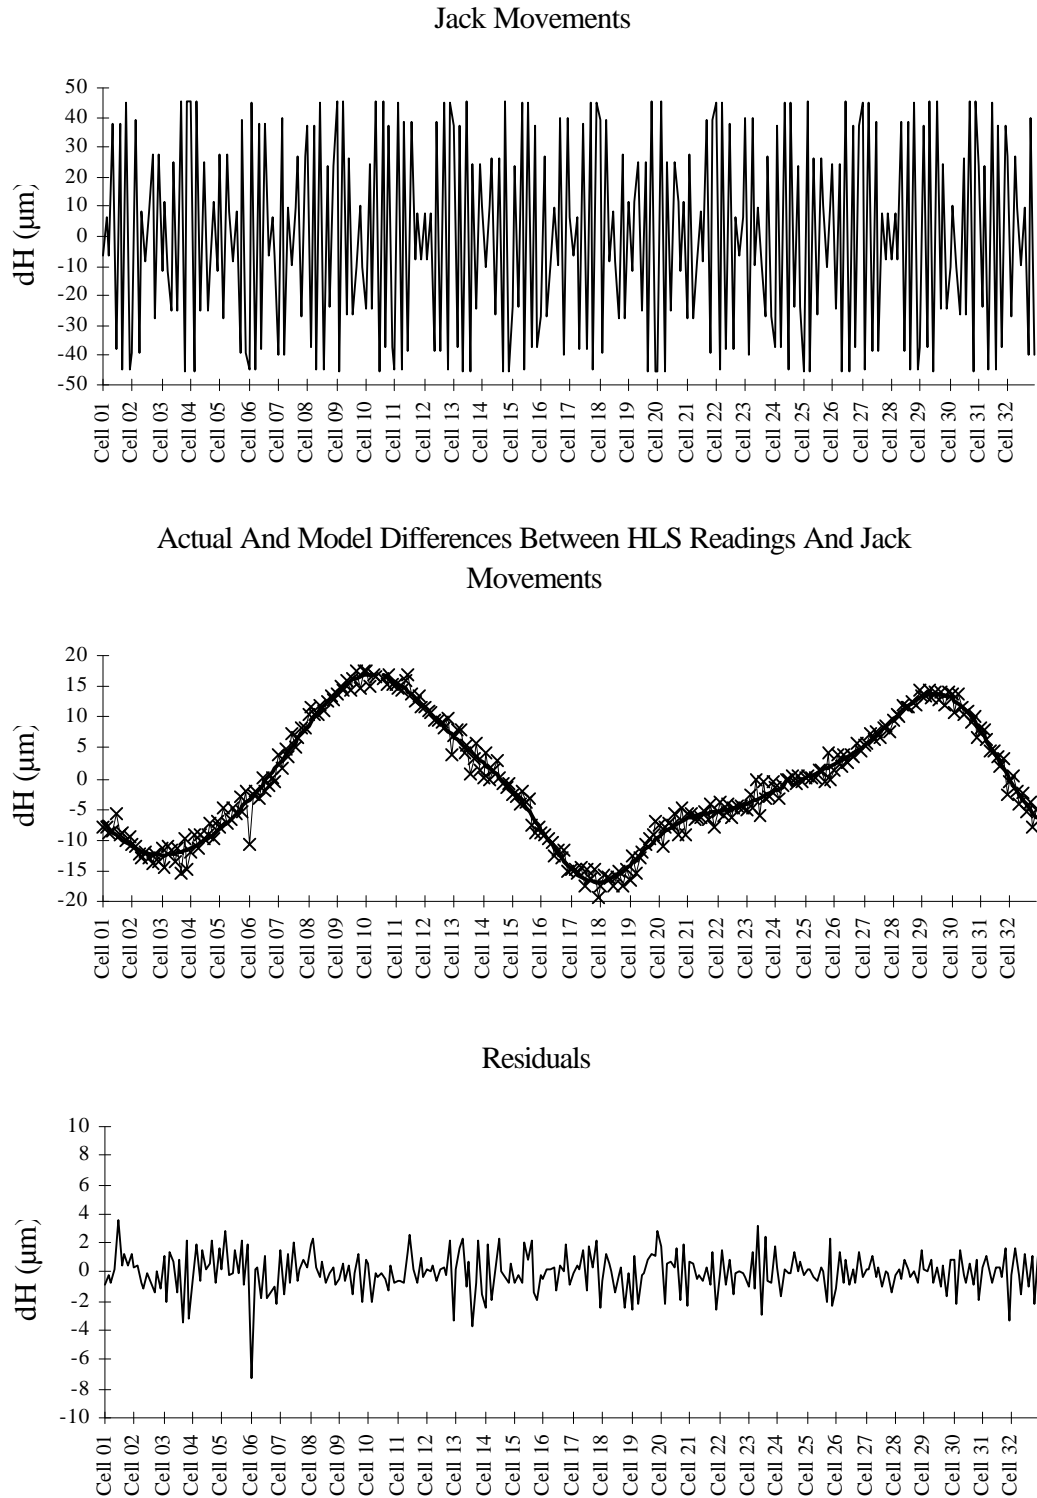 Jack Movements
50
40
30
20
10
0
-10
-20
-30
-40
-50
dH (µm)
Cell 01
Cell 02
Cell 03
Cell 04
Cell 05
Cell 06
Cell 07
Cell 08
Cell 09
Cell 10
Cell 11
Cell 12
Cell 13
Cell 14
Cell 15
Cell 16
Cell 17
Cell 18
Cell 19
Cell 20
Cell 21
Cell 22
Cell 23
Cell 24
Cell 25
Cell 26
Cell 27
Cell 28
Cell 29
Cell 30
Cell 31
Cell 32
Actual And Model Differences Between HLS Readings And Jack
Movements
20
15
10
5
0
-5
-10
-15
-20
dH (µm)
Cell 01
Cell 02
Cell 03
Cell 04
Cell 05
Cell 06
Cell 07
Cell 08
Cell 09
Cell 10
Cell 11
Cell 12
Cell 13
Cell 14
Cell 15
Cell 16
Cell 17
Cell 18
Cell 19
Cell 20
Cell 21
Cell 22
Cell 23
Cell 24
Cell 25
Cell 26
Cell 27
Cell 28
Cell 29
Cell 30
Cell 31
Cell 32
Residuals
10
8
6
4
2
0
-2
-4
-6
-8
-10
dH (µm)
Cell 01
Cell 02
Cell 03
Cell 04
Cell 05
Cell 06
Cell 07
Cell 08
Cell 09
Cell 10
Cell 11
Cell 12
Cell 13
Cell 14
Cell 15
Cell 16
Cell 17
Cell 18
Cell 19
Cell 20
Cell 21
Cell 22
Cell 23
Cell 24
Cell 25
Cell 26
Cell 27
Cell 28
Cell 29
Cell 30
Cell 31
Cell 32